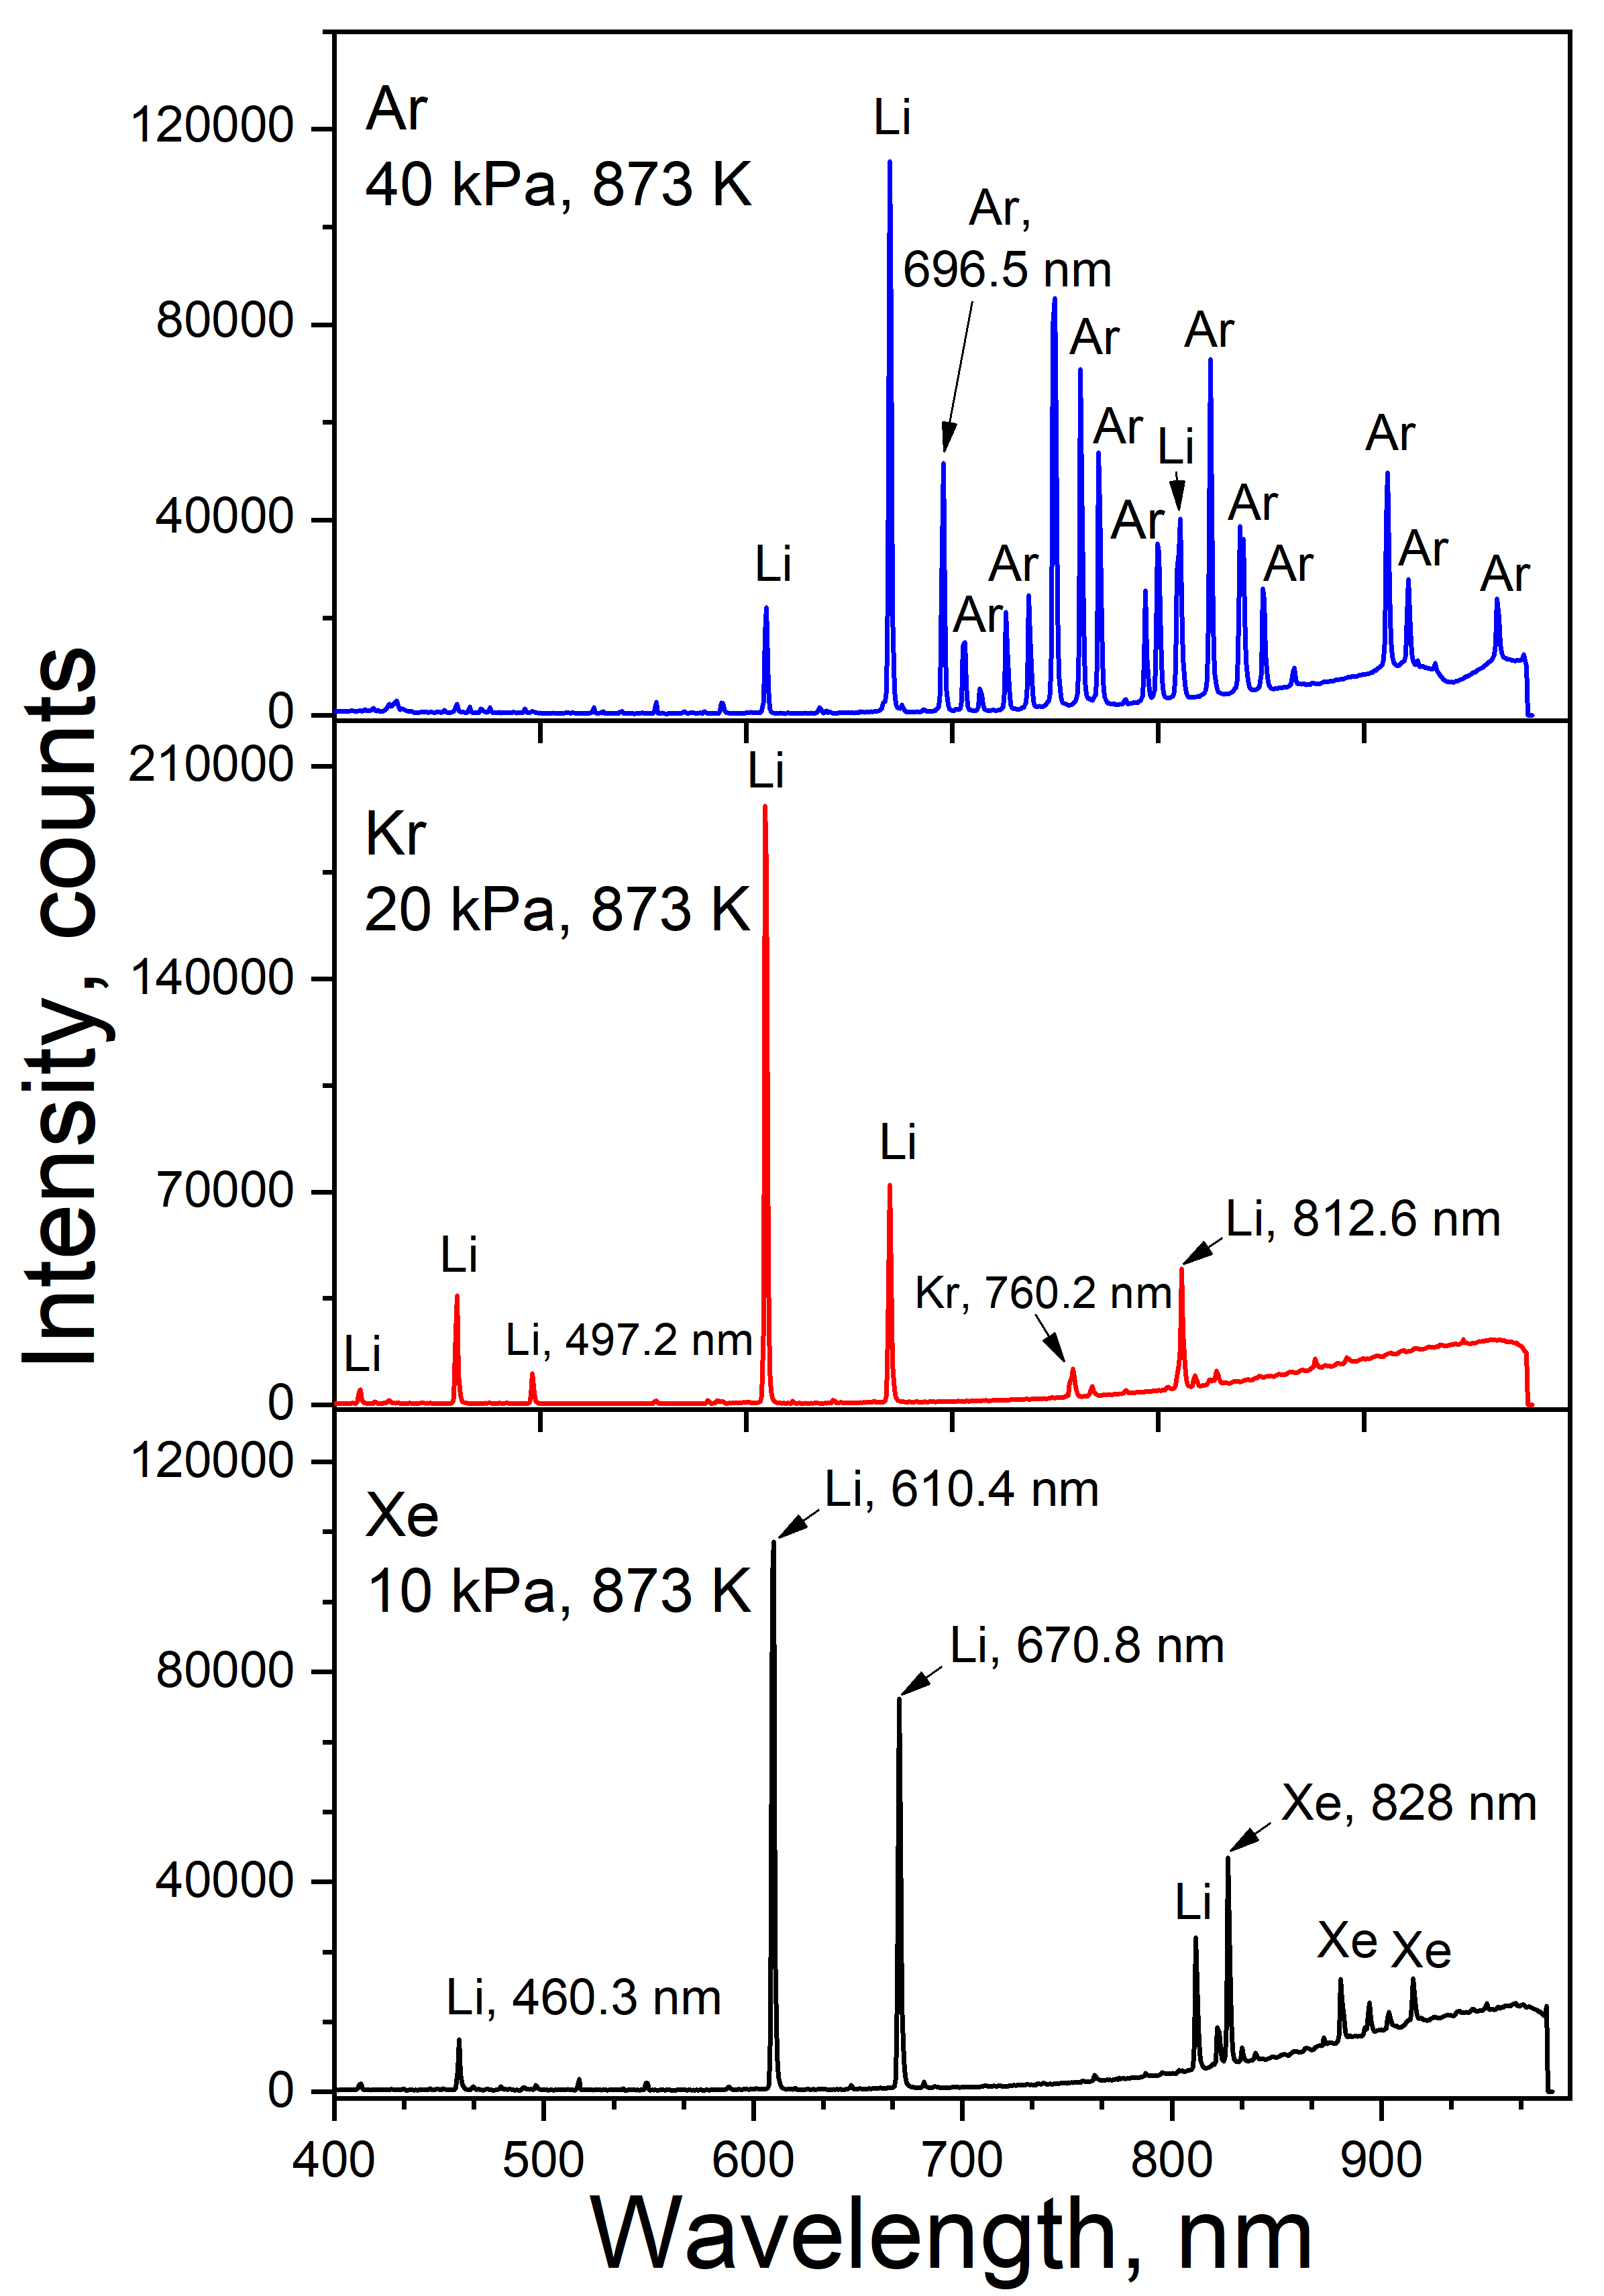 Intensity, counts
120000
80000
40000
0
Ar
40 kPa, 873 K
Li
Li
Ar,
696.5 nm
Ar
Ar
Ar
Ar
Ar
Li
Ar
Ar
Ar
Ar
Ar
Ar
210000
140000
70000
0
Kr
20 kPa, 873 K
Li
Li
Li, 497.2 nm
Li
Li
Kr, 760.2 nm
Li, 812.6 nm
120000
80000
40000
0
Xe
10 kPa, 873 K
Li, 460.3 nm
Li, 610.4 nm
Li, 670.8 nm
Li
Xe, 828 nm
Xe
Xe
400
500
600
700
800
900
Wavelength, nm